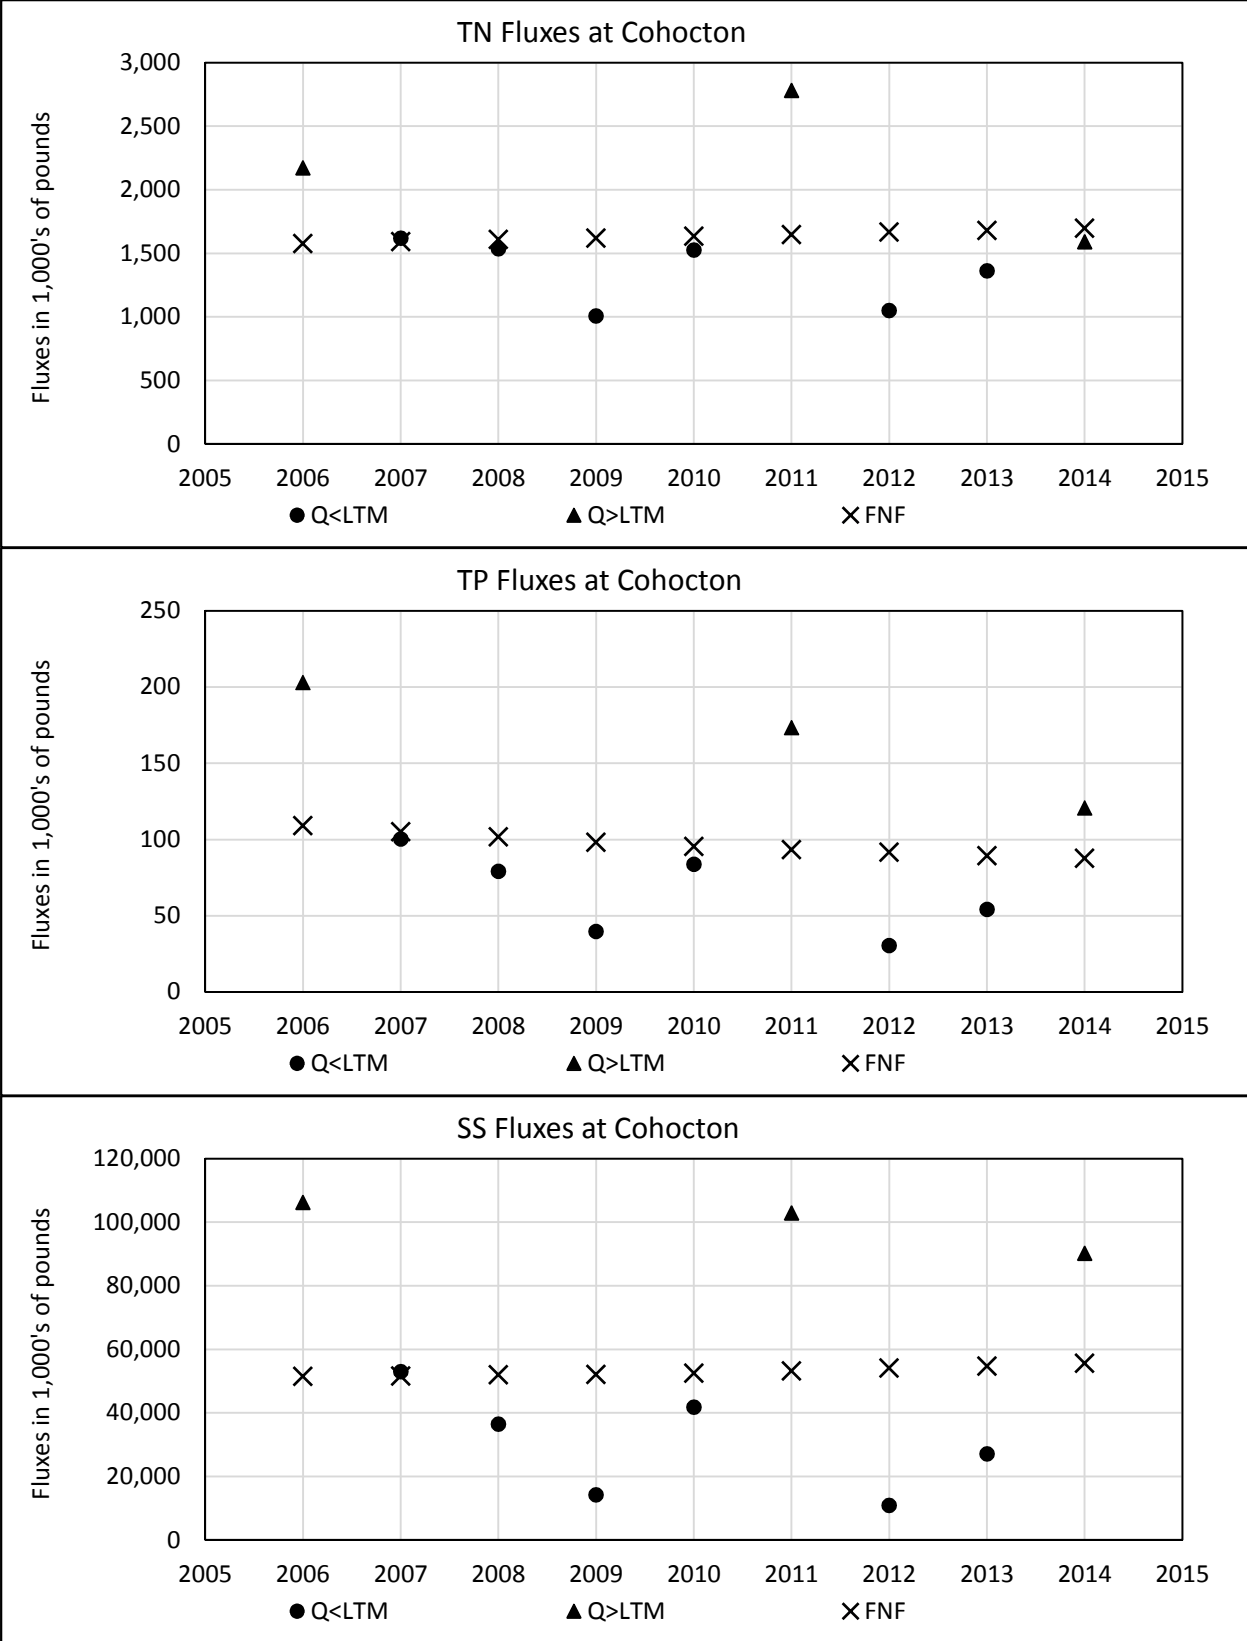 TN Fluxes at Cohocton
Fluxes in 1,000's of pounds
3,000
2,500
2,000
1,500
1,000
500
0
2005 2006 2007 2008 2009 2010 2011 2012 2013 2014 2015
Q<LTM Q>LTM FNF
TP Fluxes at Cohocton
Fluxes in 1,000's of pounds
250
200
150
100
50
0
2005 2006 2007 2008 2009 2010 2011 2012 2013 2014 2015
Q<LTM Q>LTM FNF
SS Fluxes at Cohocton
Fluxes in 1,000's of pounds
120,000
100,000
80,000
60,000
40,000
20,000
0
2005 2006 2007 2008 2009 2010 2011 2012 2013 2014 2015
Q<LTM Q>LTM FNF